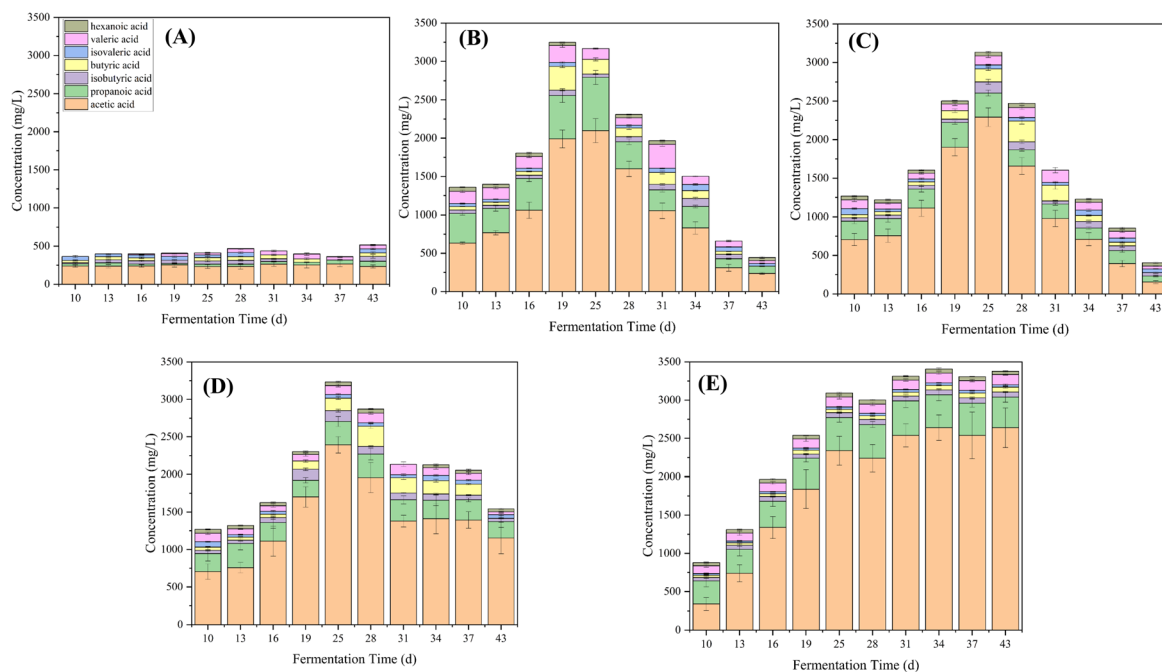 (A)
hexanoic acid
valeric acid
isovaleric acid
butyric acid
isobutyric acid
propanoic acid
acetic acid
3500
3000
2500
2000
1500
1000
500
0
Concentration (mg/L)
10 13 16 19 25 28 31 34 37 43
Fermentation Time (d)
(B)
3500
3000
2500
2000
1500
1000
500
0
Concentration (mg/L)
10 13 16 19 25 28 31 34 37 43
Fermentation Time (d)
(C)
3500
3000
2500
2000
1500
1000
500
0
Concentration (mg/L)
10 13 16 19 25 28 31 34 37 43
Fermentation Time (d)
(D)
3500
3000
2500
2000
1500
1000
500
0
Concentration (mg/L)
10 13 16 19 25 28 31 34 37 43
Fermentation Time (d)
(E)
3500
3000
2500
2000
1500
1000
500
0
Concentration (mg/L)
10 13 16 19 25 28 31 34 37 43
Fermentation Time (d)